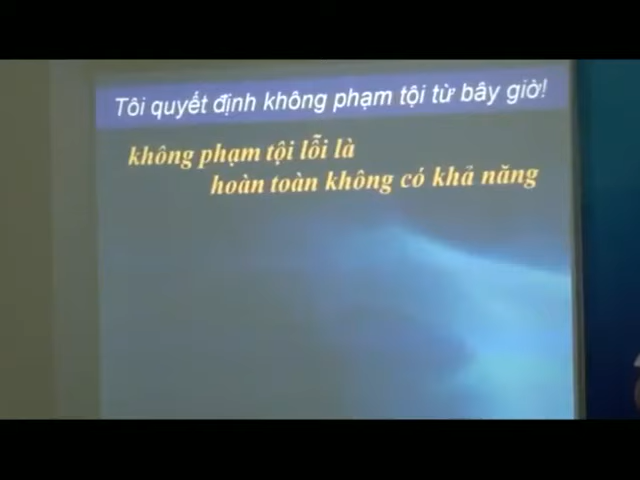 Tôi quyết định không phạm tội từ bây giờ!
không phạm tội lỗi là
hoàn toàn không có khả năng